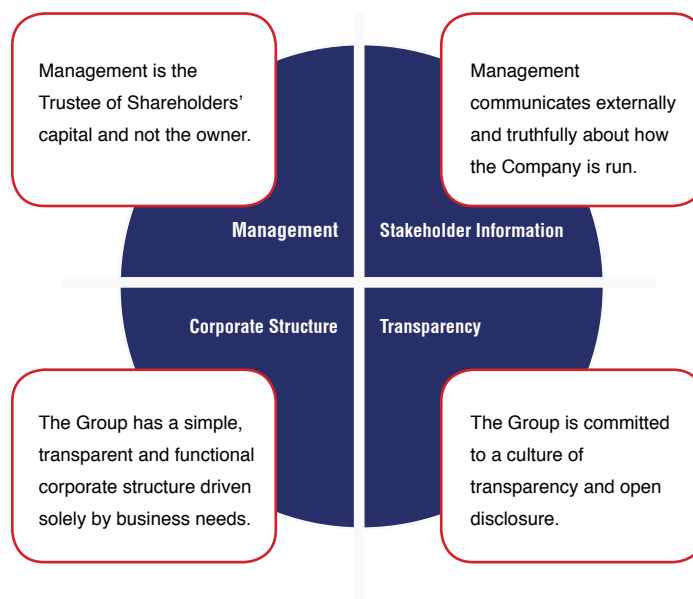 Management is the
Trustee of Shareholders’
capital and not the owner.
Management
communicates externally
and truthfully about how
the Company is run.
Management
Stakeholder Information
Corporate Structure
Transparency
The Group has a simple,
transparent and functional
corporate structure driven
solely by business needs.
The Group is committed
to a culture of
transparency and open
disclosure.